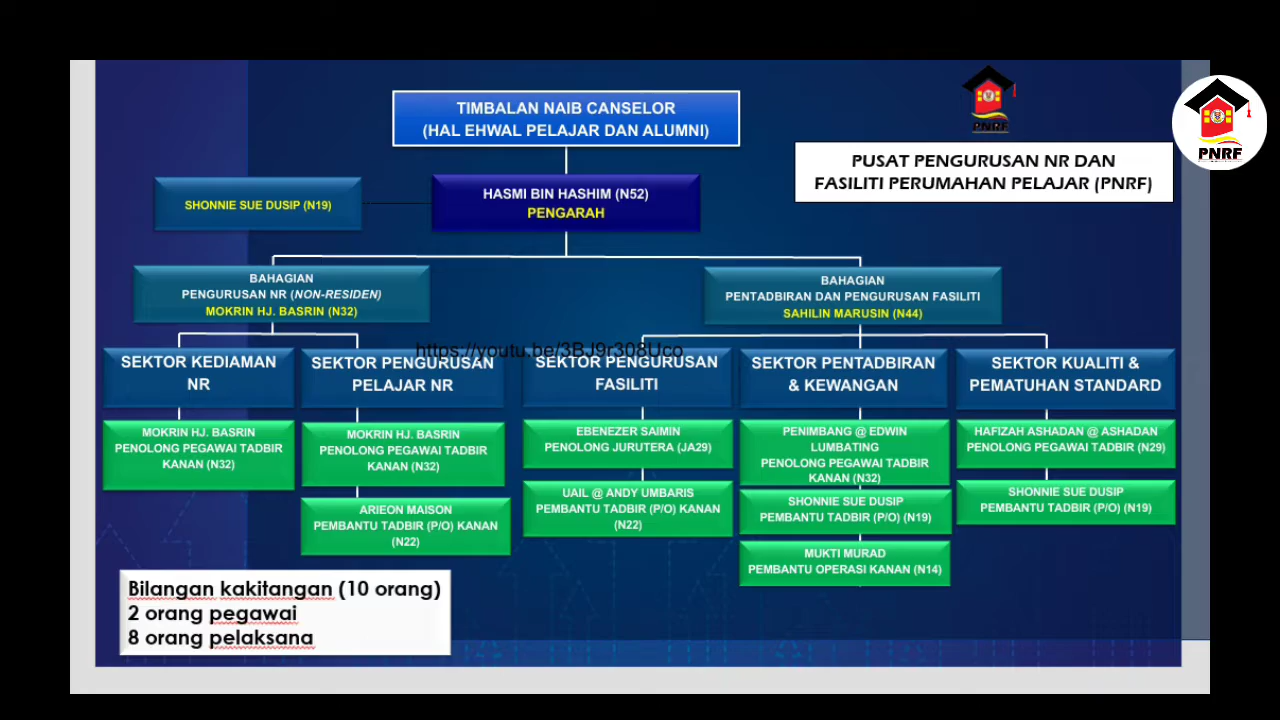 TIMBALAN NAIB CANSELOR
(HAL EHWAL PELAJAR DAN ALUMNI)
PNRF
PNRF
PUSAT PENGURUSAN NR DAN
FASILITI PERUMAHAN PELAJAR (PNRF)
SHONNIE SUE DUSIP (N19)
HASMI BIN HASHIM (N52)
PENGARAH
BAHAGIAN
PENGURUSAN NR (NON-RESIDEN)
MOKRIN HJ. BASRIN (N32)
BAHAGIAN
PENTADBIRAN DAN PENGURUSAN FASILITI
SAHILIN MARUSIN (N44)
https://youtu.be/3BJ9r308Uco
SEKTOR KEDIAMAN
NR
MOKRIN HJ. BASRIN
PENOLONG PEGAWAI TADBIR
KANAN (N32)
SEKTOR PENGURUSAN
PELAJAR NR
MOKRIN HJ. BASRIN
PENOLONG PEGAWAI TADBIR
KANAN (N32)
ARIEON MAISON
PEMBANTU TADBIR (P/O) KANAN
(N22)
SEKTOR PENGURUSAN
FASILITI
EBENEZER SAIMIN
PENOLONG JURUTERA (JA29)
UAIL @ ANDY UMBARIS
PEMBANTU TADBIR (P/O) KANAN
(N22)
SEKTOR PENTADBIRAN
& KEWANGAN
PENIMBANG @ EDWIN
LUMBATING
PENOLONG PEGAWAI TADBIR
KANAN (N32)
SHONNIE SUE DUSIP
PEMBANTU TADBIR (P/O) (N19)
MUKTI MURAD
PEMBANTU OPERASI KANAN (N14)
SEKTOR KUALITI &
PEMATUHAN STANDARD
HAFIZAH ASHADAN @ ASHADAN
PENOLONG PEGAWAI TADBIR (N29)
SHONNIE SUE DUSIP
PEMBANTU TADBIR (P/O) (N19)
Bilangan kakitangan (10 orang)
2 orang pegawai
8 orang pelaksana